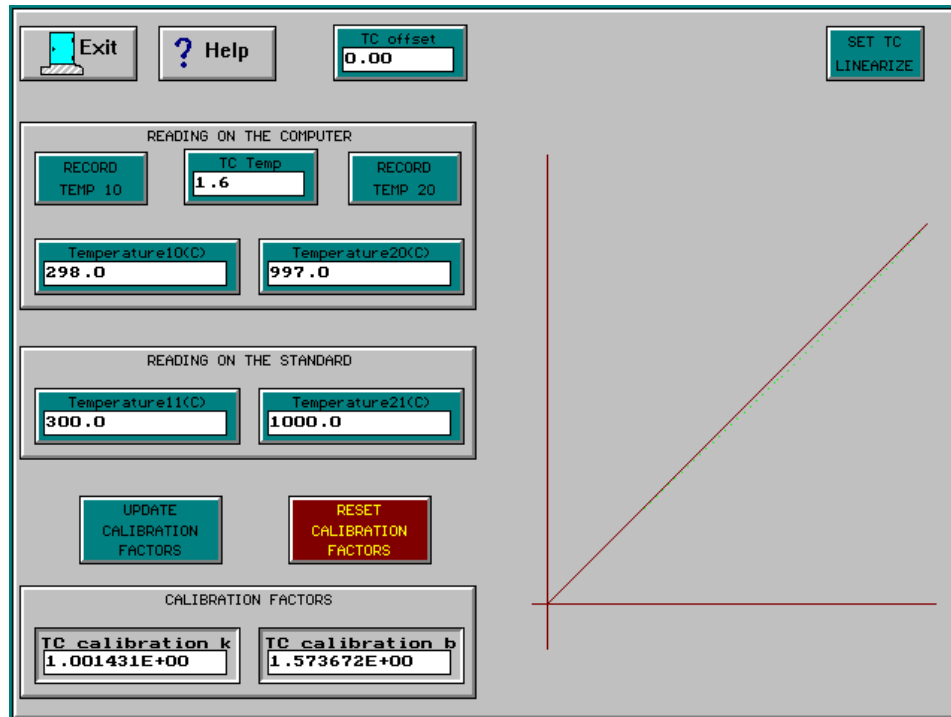 Exit
? Help
TC offset
0.00
SET TC
LINEARIZE
READING ON THE COMPUTER
RECORD
TEMP 10
TC Temp
1.6
RECORD
TEMP 20
Temperature10(C)
298.0
Temperature20(C)
997.0
READING ON THE STANDARD
Temperature11(C)
300.0
Temperature21(C)
1000.0
UPDATE
CALIBRATION
FACTORS
RESET
CALIBRATION
FACTORS
CALIBRATION FACTORS
TC calibration k
1.001431E+00
TC calibration b
1.573672E+00